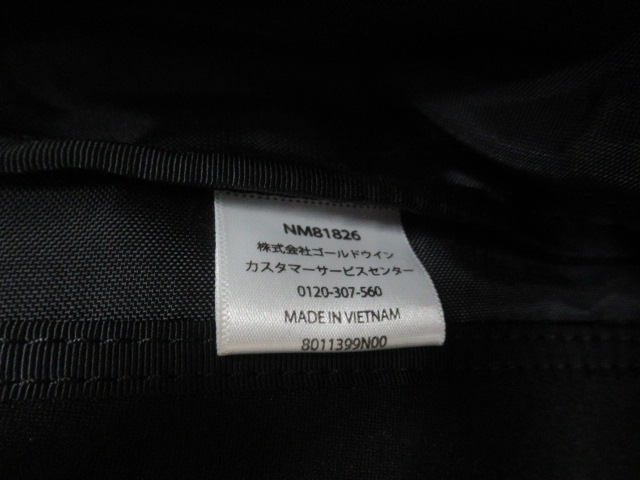 NM81826
株式会社ゴールドウイン
カスタマーサービスセンター
0120-307-560
MADE IN VIETNAM
8011399N00